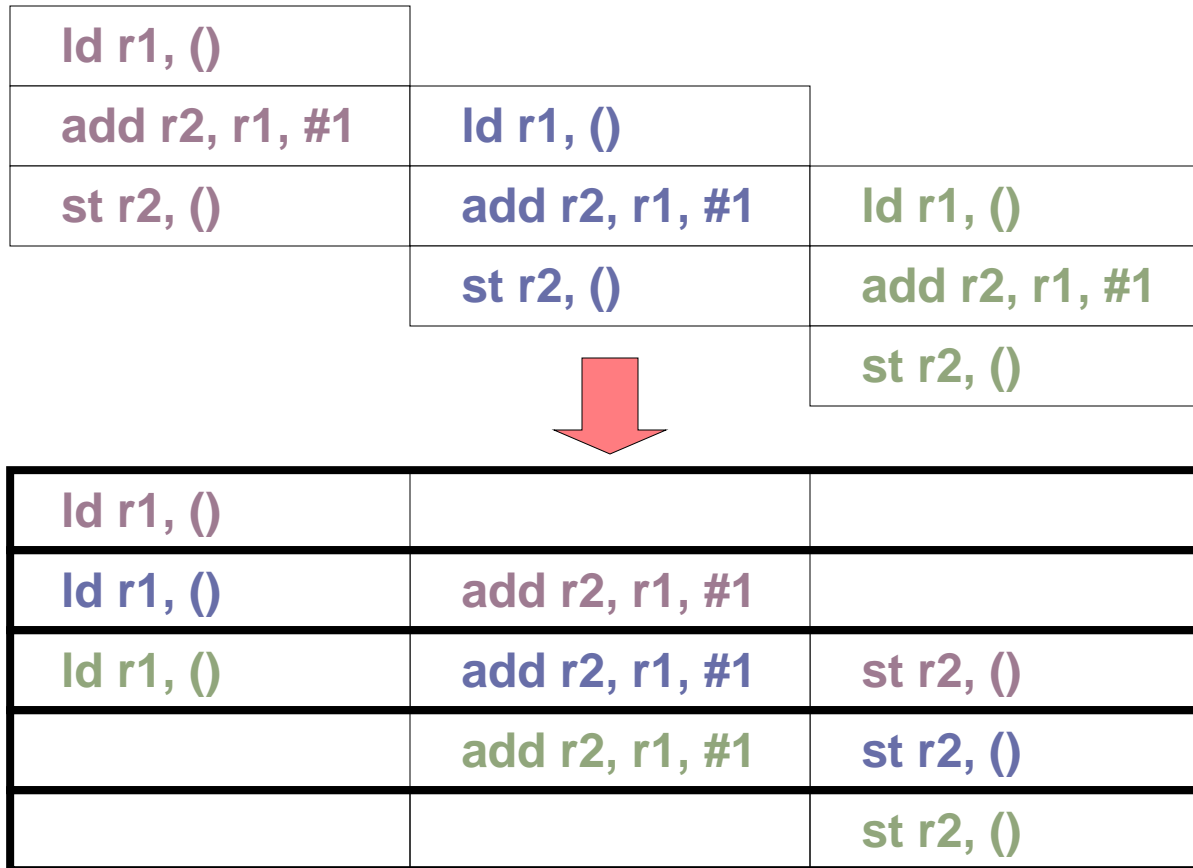 ld r1, ()
add r2, r1, #1 ld r1, ()
st r2, () add r2, r1, #1 ld r1, ()
st r2, () add r2, r1, #1
st r2, ()
ld r1, ()
ld r1, () add r2, r1, #1
ld r1, () add r2, r1, #1 st r2, ()
add r2, r1, #1 st r2, ()
st r2, ()